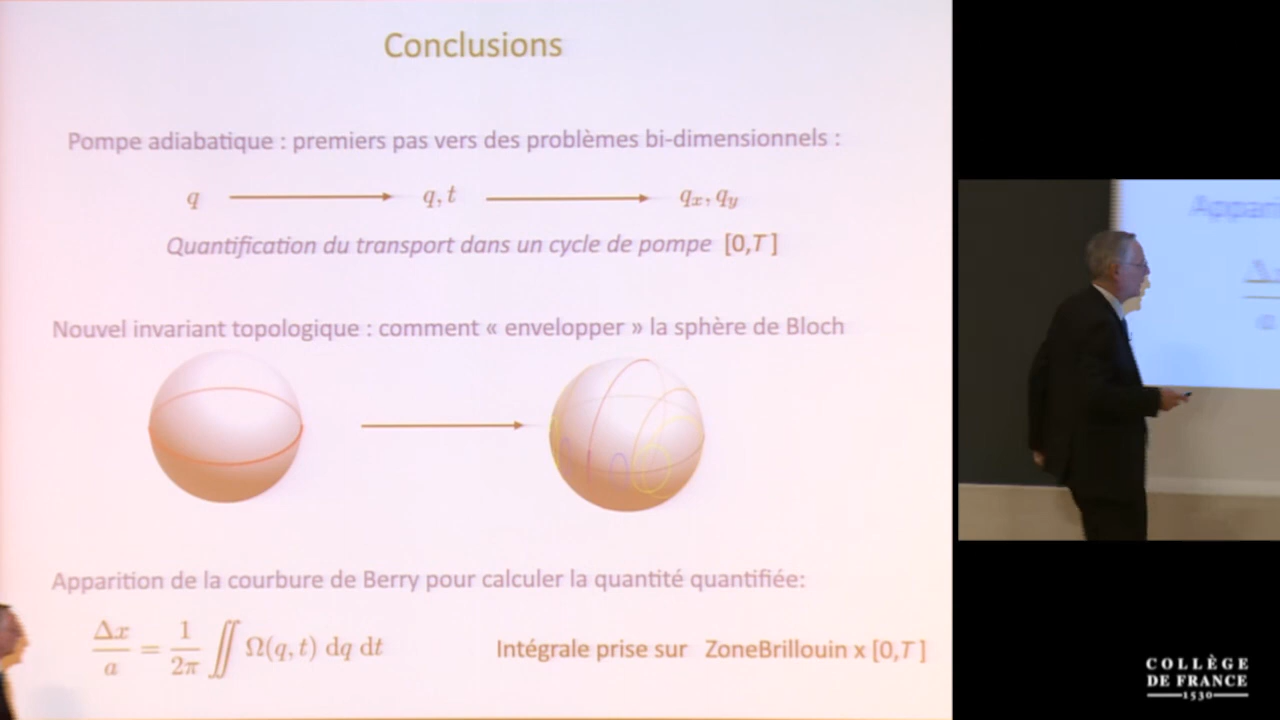 Conclusions
Pompe adiabatique : premiers pas vers des problèmes bi-dimensionnels :
q → q, t → qₓ, q_y
Quantification du transport dans un cycle de pompe [0,T]
Nouvel invariant topologique : comment « envelopper » la sphère de Bloch
Apparition de la courbure de Berry pour calculer la quantité quantifiée:
Δx/a = 1/2π ∬ Ω(q, t) dq dt
Intégrale prise sur ZoneBrillouin x [0,T]
Appari
COLLÈGE
DE FRANCE
1530